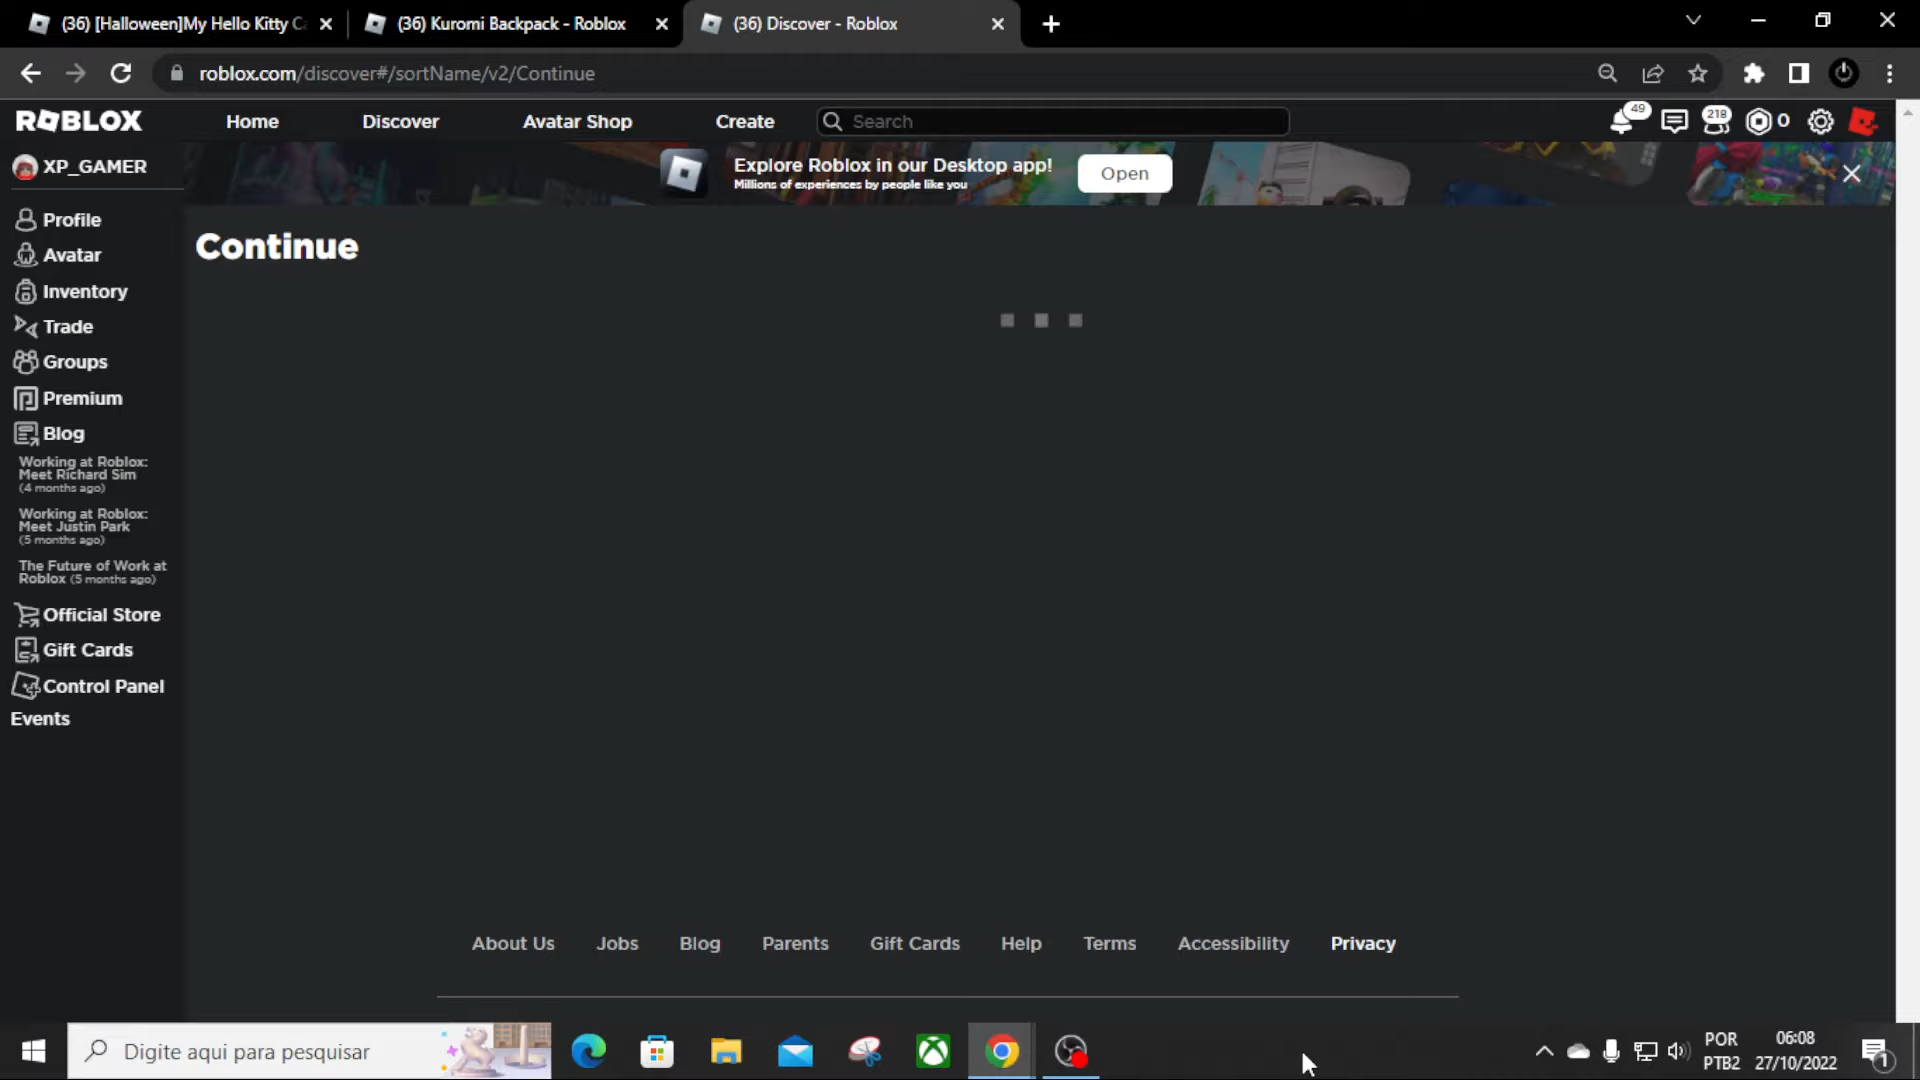 (36) [Halloween]My Hello Kitty Ca
(36) Kuromi Backpack - Roblox
(36) Discover - Roblox
roblox.com/discover#/sortName/v2/Continue
ROBLOX
Home
Discover
Avatar Shop
Create
Search
49
218
0
XP_GAMER
Explore Roblox in our Desktop app!
Millions of experiences by people like you
Open
Profile
Avatar
Inventory
Trade
Groups
Premium
Blog
Working at Roblox:
Meet Richard Sim
(4 months ago)
Working at Roblox:
Meet Justin Park
(5 months ago)
The Future of Work at
Roblox (5 months ago)
Official Store
Gift Cards
Control Panel
Events
Continue
About Us
Jobs
Blog
Parents
Gift Cards
Help
Terms
Accessibility
Privacy
Digite aqui para pesquisar
POR
PTB2
06:08
27/10/2022
1